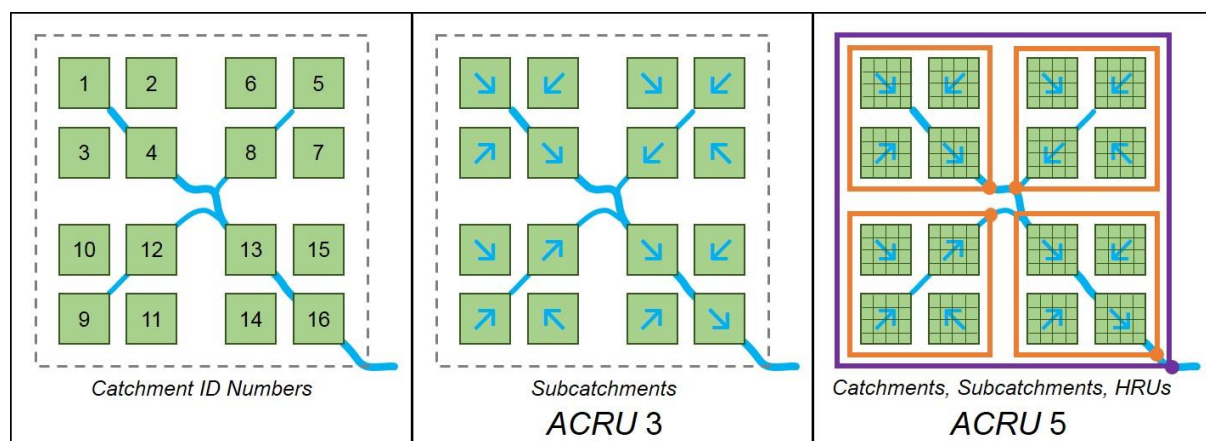 1 2 6 5
3 4 8 7
10 12 13 15
9 11 14 16
Catchment ID Numbers
Subcatchments
ACRU 3
Catchments, Subcatchments, HRUs
ACRU 5